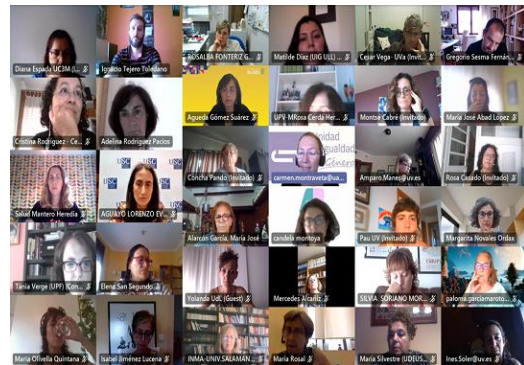 Diana Espada UC3M (I...
Ignacio Tejero Toledano
ROSALBA FONTERIZ G...
Matilde Díaz (UIG ULL) ...
Cesar Vega - UVa (Invit...
Gregorio Sesma Fernán...
Cristina Rodriguez - Ce...
Adelina Rodriguez Pacios
Agueda Gómez Suárez
UPV-MRosa Cerdá Her...
Montse Cabré (Invitado)
María José Abad López
Salud Mantero Heredia
USC
AGUAYO LORENZO EV...
Concha Pando (Invitado)
carmen.montraveta@ua...
Amparo.Manes@uv.es
Rosa Casado (Invitado)
Tània Verge (UPF) (Con...
Elena San Segundo
Alarcón García, María José
candela montoya
Pau UV (Invitado)
Margarita Novales Ordax
Yolanda UdL (Guest)
Mercedes Alcañiz
SILVIA SORIANO MOR...
paloma.garciamaroto...
Maria Olivella Quintana
Isabel Jiménez Lucena
INMA-UNIV.SALAMAN...
Maria Rosal
María Silvestre (UDEUS...
Ines.Soler@uv.es